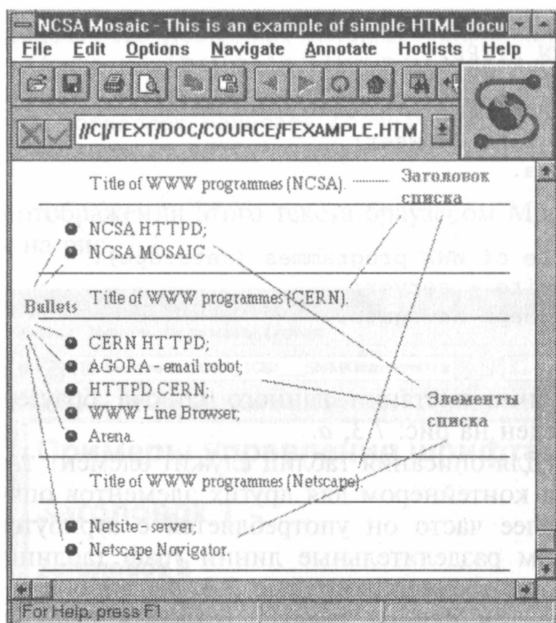 NCSA Mosaic - This is an example of simple HTML docu
File Edit Options Navigate Annotate Hotlists Help
//C|/TEXT/DOC/COURCE/FEXAMPLE.HTM
Title of WWW programmes (NCSA). Заголовок
списка
NCSA HTTPD;
NCSA MOSAIC
Title of WWW programmes (CERN).
Bullets
CERN HTTPD;
AGORA - email robot;
HTTPD CERN;
WWW Line Browser; Элементы
Arena. списка
Title of WWW programmes (Netscape).
Netsite - server;
Netscape Novigator.
For Help, press F1